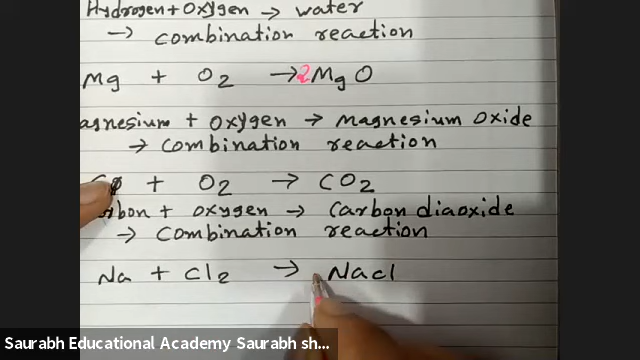 Hydrogen + Oxygen → water
→ combination reaction
Mg + O2 → 2MgO
agnesium + oxygen → magnesium oxide
→ combination reaction
+ O2 → CO2
rbon + oxygen → carbon diaoxide
→ combination reaction
Na + Cl2 → Nacl
Saurabh Educational Academy Saurabh sh...